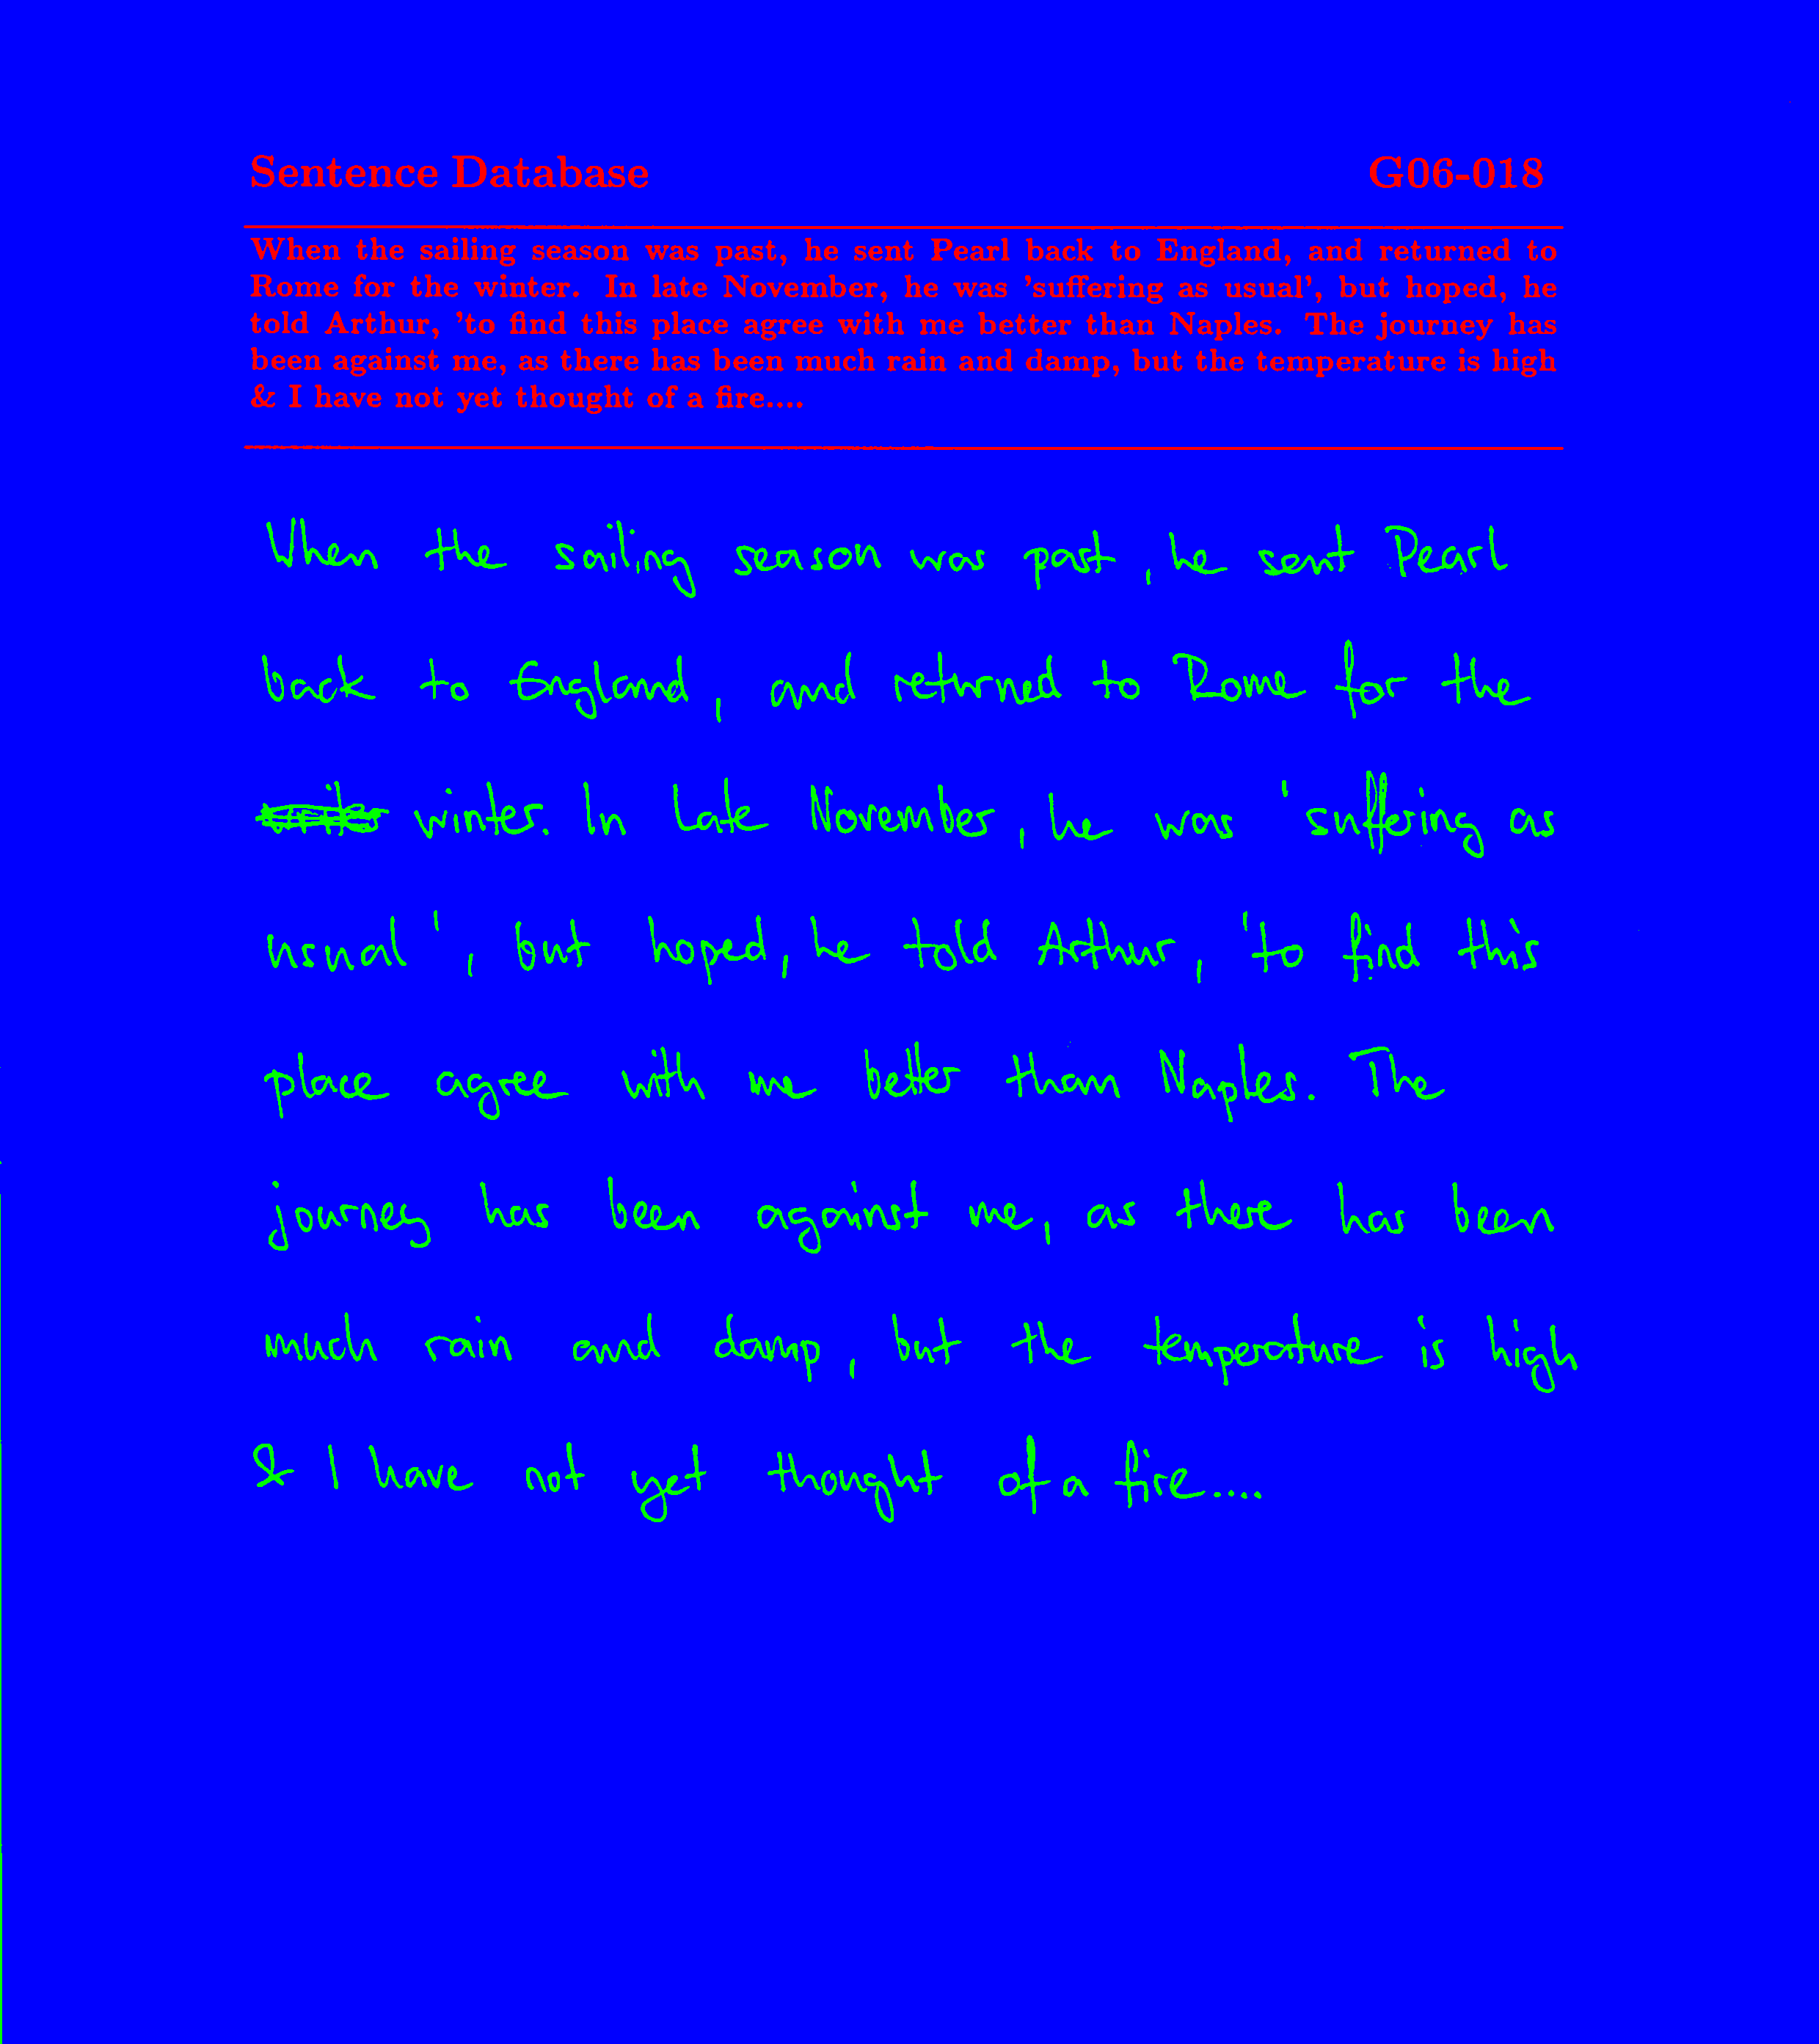 Sentence Database G06-018
When the sailing season was past, he sent Pearl back to England, and returned to
Rome for the winter. In late November, he was 'suffering as usual', but hoped, he
told Arthur, 'to find this place agree with me better than Naples. The journey has
been against me, as there has been much rain and damp, but the temperature is high
& I have not yet thought of a fire....
When the sailing season was past, he sent Pearl
back to England, and returned to Rome for the
winter. In late November, he was 'suffering as
usual', but hoped, he told Arthur, 'to find this
place agree with me better than Naples. The
journey has been against me, as there has been
much rain and damp, but the temperature is high
& I have not yet thought of a fire....